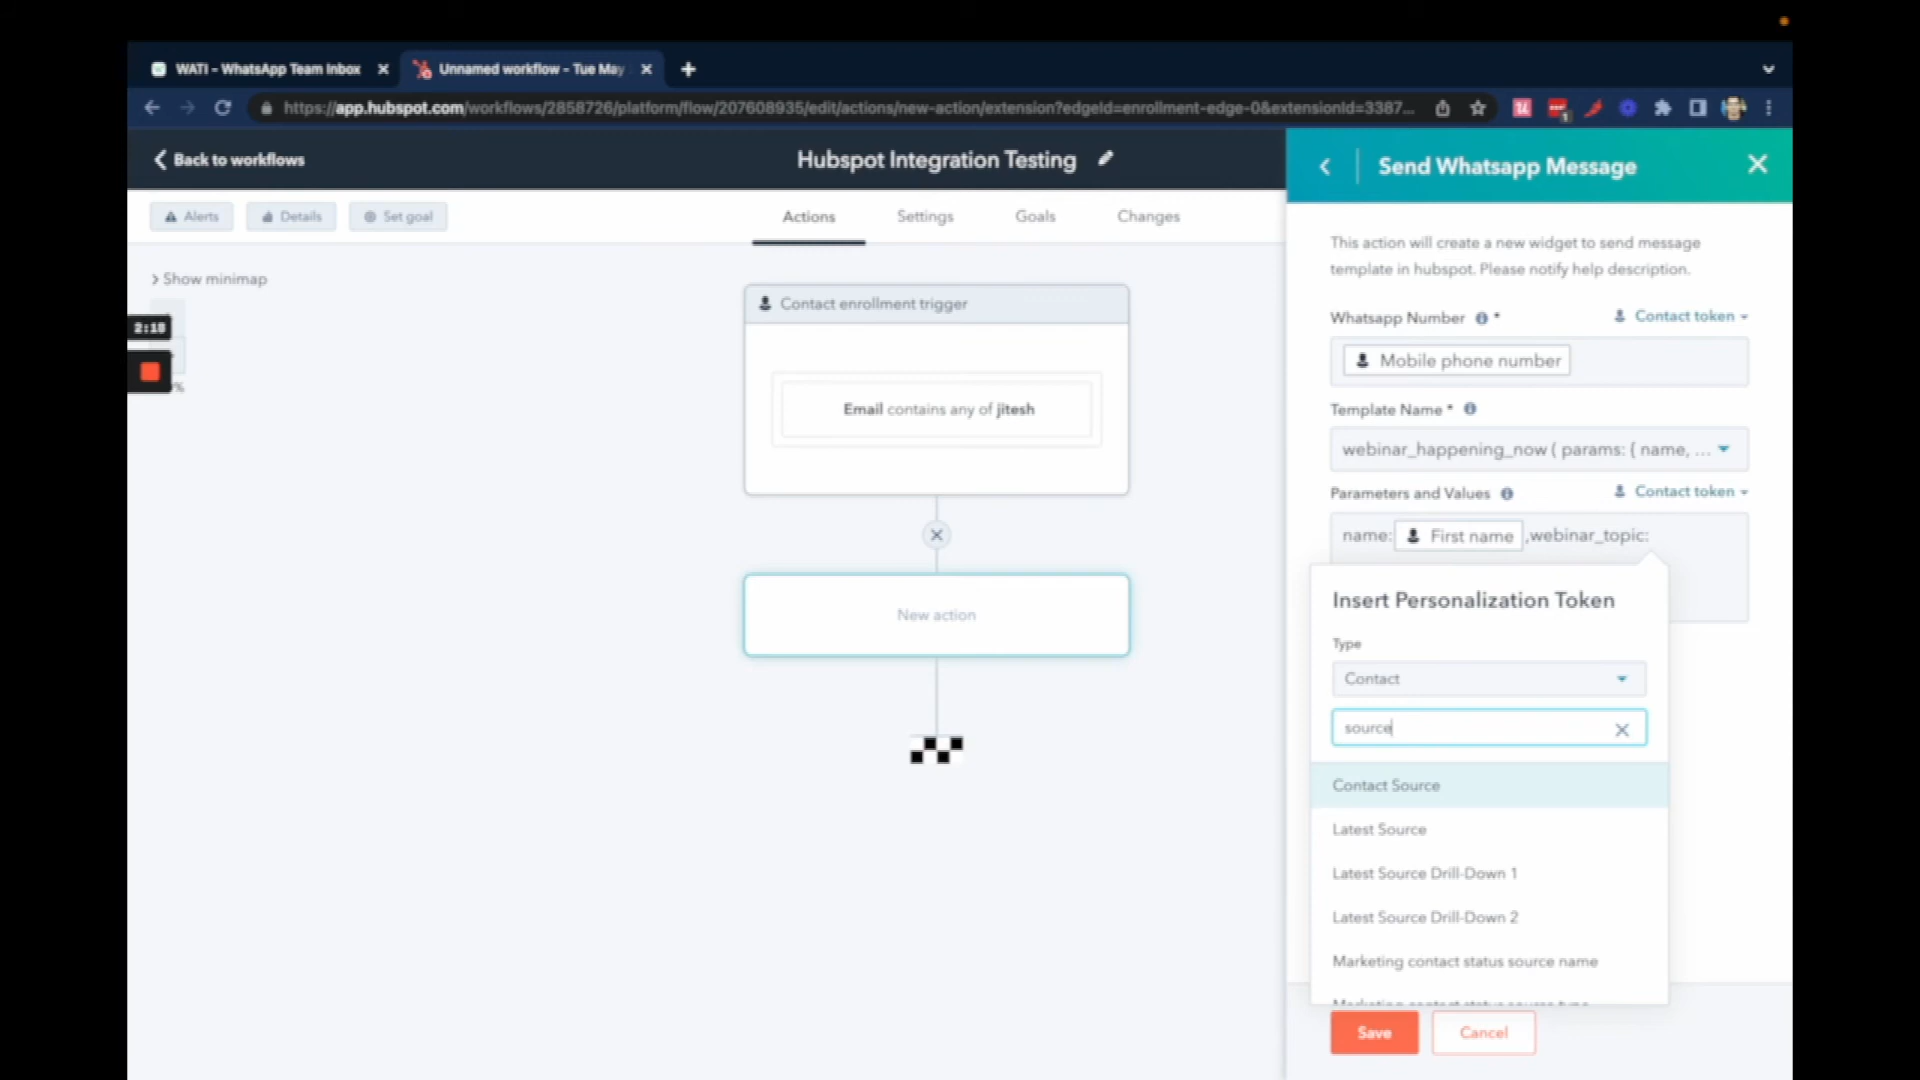 WATI - WhatsApp Team Inbox
Unnamed workflow - Tue May
https://app.hubspot.com/workflows/2858726/platform/flow/207608935/edit/actions/new-action/extension?edgeId=enrollment-edge-0&extensionId=3387...
1
Back to workflows
Hubspot Integration Testing
Send Whatsapp Message
Alerts
Details
Set goal
Actions
Settings
Goals
Changes
Show minimap
2:18
%
Contact enrollment trigger
Email contains any of jitesh
New action
This action will create a new widget to send message
template in hubspot. Please notify help description.
Whatsapp Number *
Contact token
Mobile phone number
Template Name *
webinar_happening_now ( params: { name, ...
Parameters and Values
Contact token
name: First name ,webinar_topic:
Insert Personalization Token
Type
Contact
source
Contact Source
Latest Source
Latest Source Drill-Down 1
Latest Source Drill-Down 2
Marketing contact status source name
Marketing contact status source type
Save
Cancel